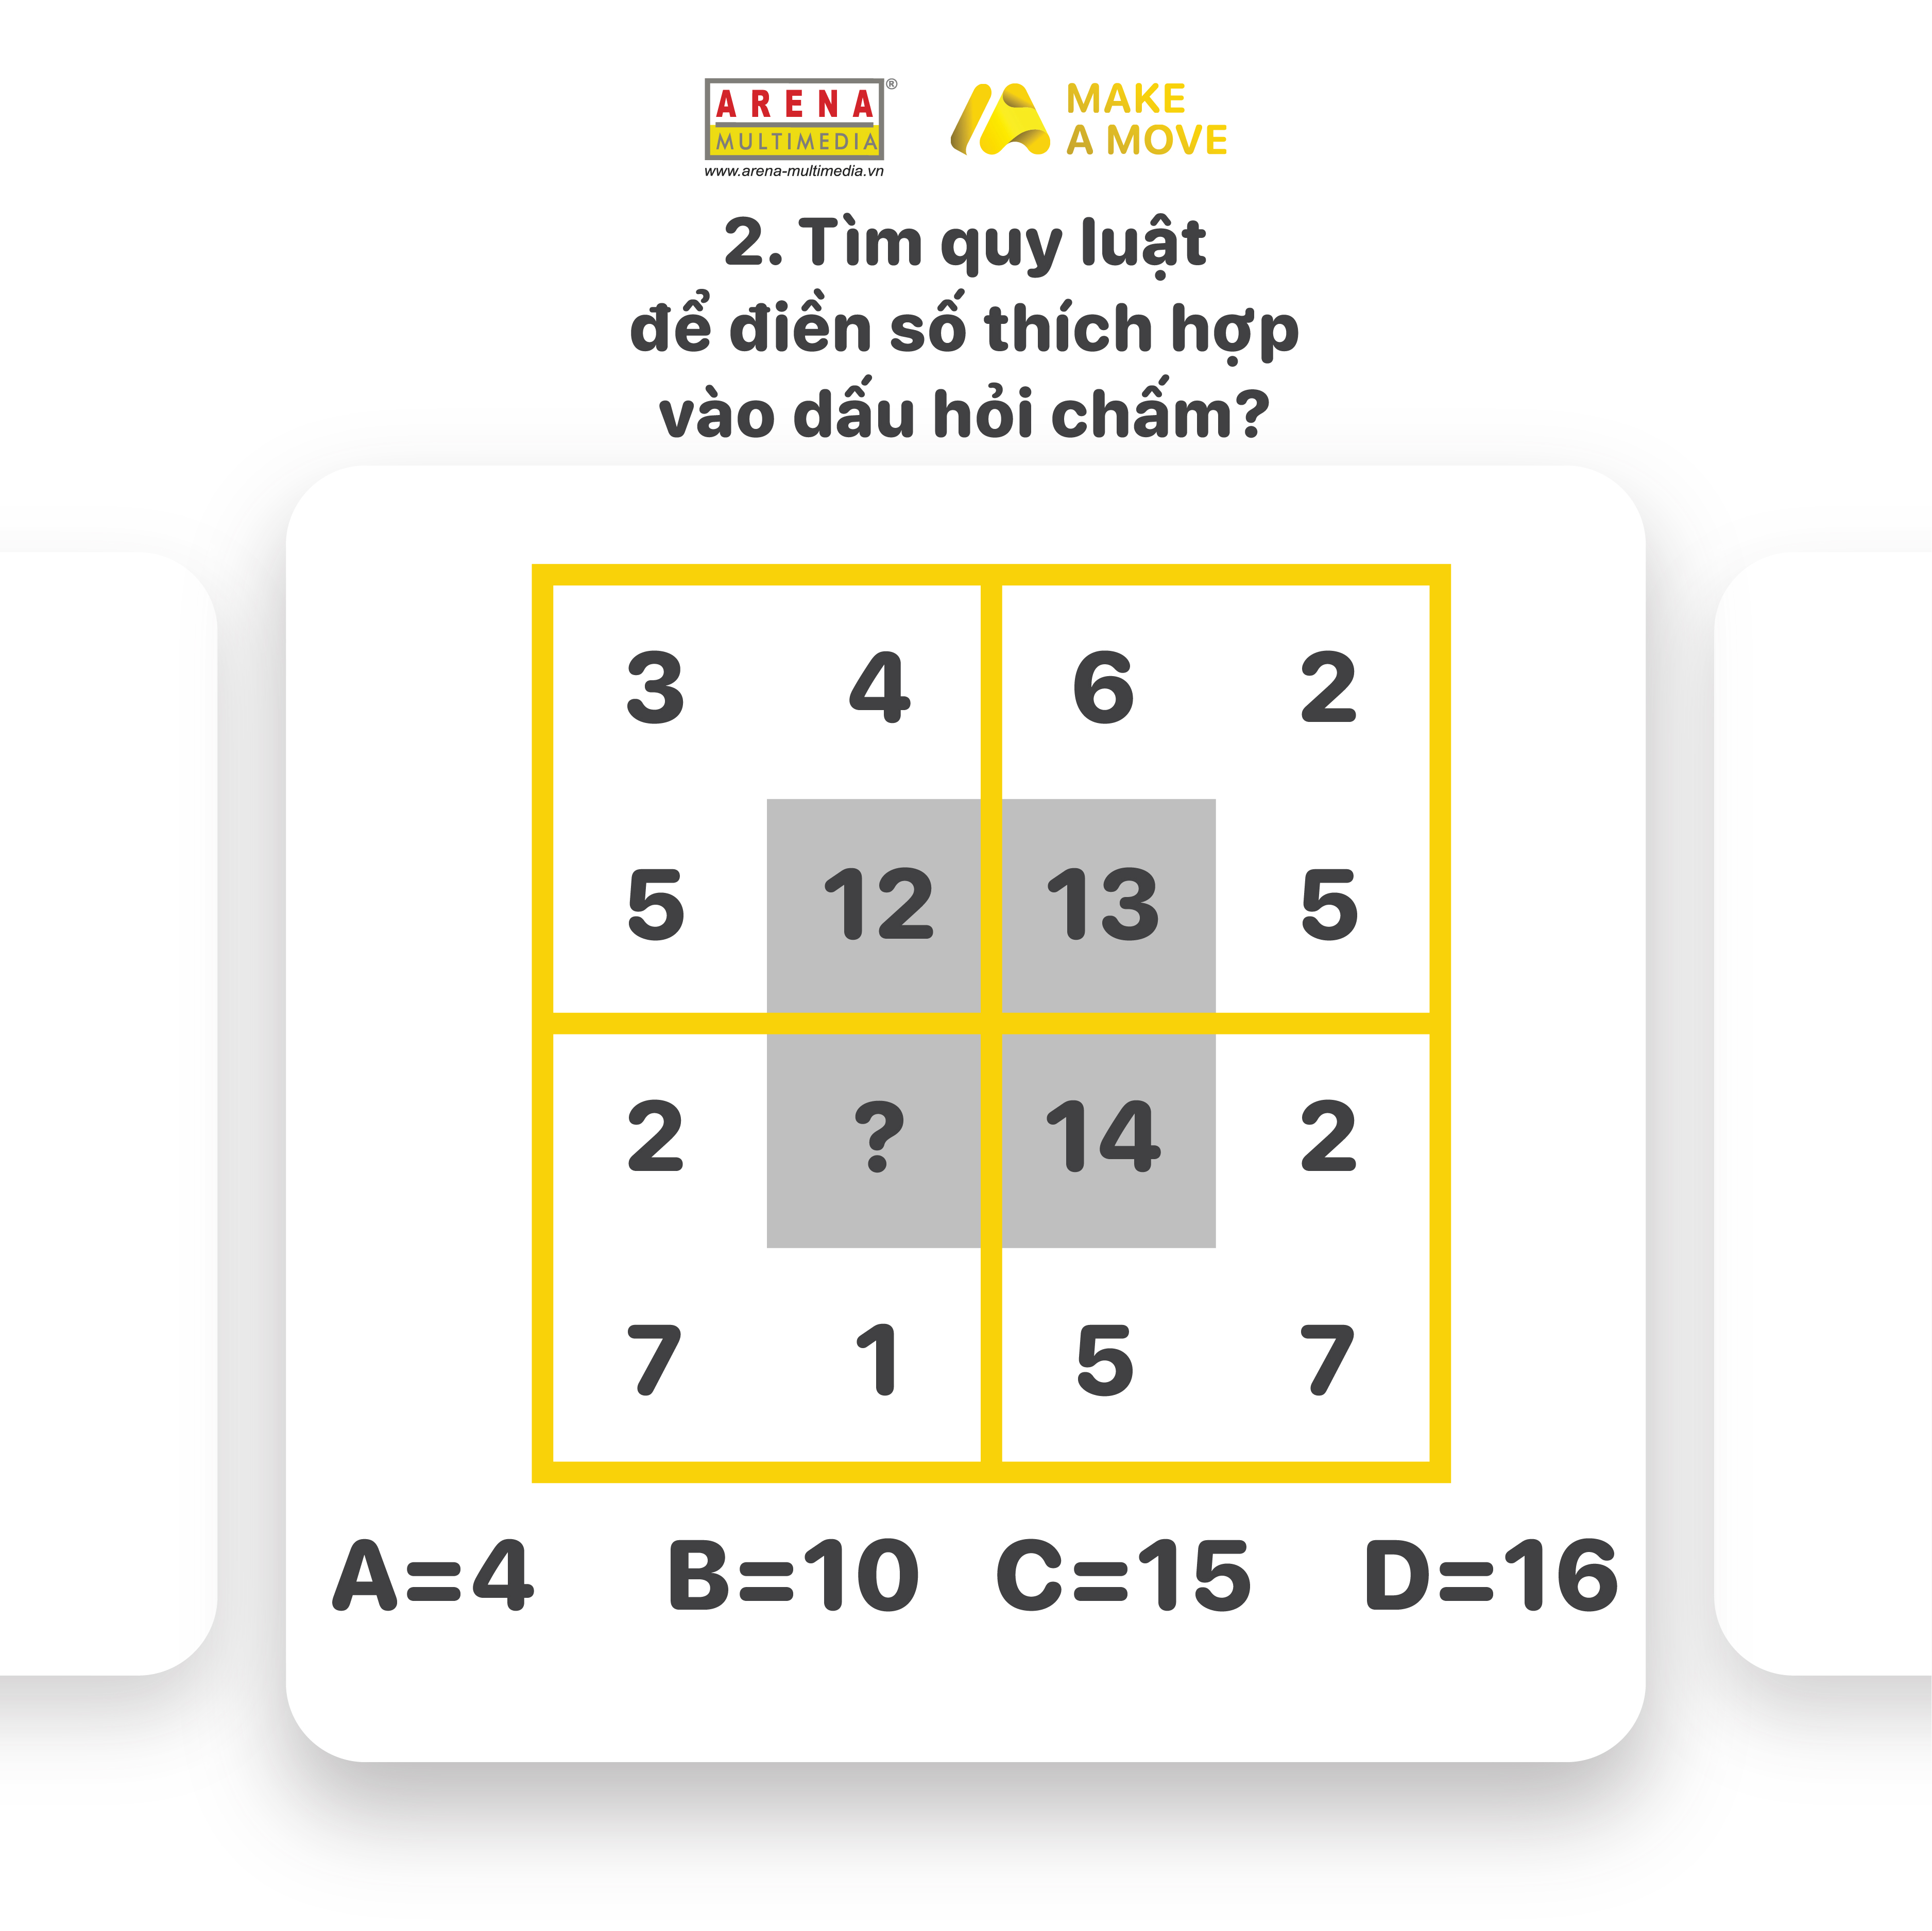 ARENA®
MULTIMEDIA
www.arena-multimedia.vn
MAKE
A MOVE
2. Tìm quy luật
để điền số thích hợp
vào dấu hỏi chấm?
3 4 6 2
5 12 13 5
2 ? 14 2
7 1 5 7
A=4 B=10 C=15 D=16